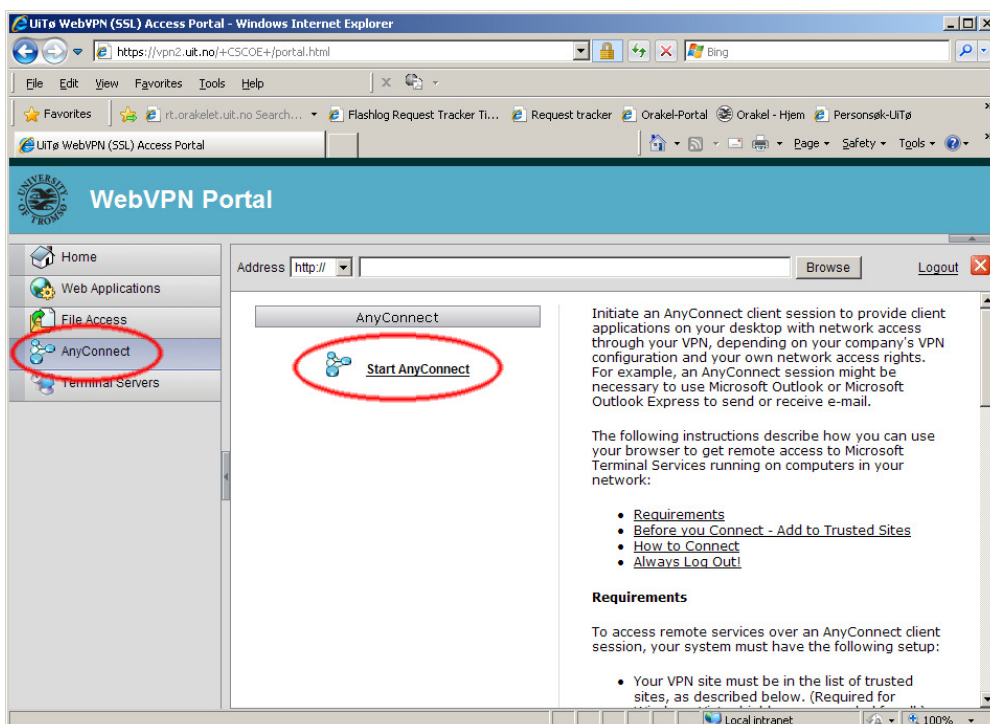 UiTø WebVPN (SSL) Access Portal - Windows Internet Explorer
https://vpn2.uit.no/+CSCOE+/portal.html
Bing
File Edit View Favorites Tools Help
Favorites rt.orakelet.uit.no Search... Flashlog Request Tracker Ti... Request tracker Orakel-Portal Orakel - Hjem Personsøk-UiTø
UiTø WebVPN (SSL) Access Portal
Page Safety Tools
UNIVERSITY OF TROMSØ
WebVPN Portal
Home
Web Applications
File Access
AnyConnect
Terminal Servers
Address http:// Browse Logout
AnyConnect
Start AnyConnect
Initiate an AnyConnect client session to provide client
applications on your desktop with network access
through your VPN, depending on your company's VPN
configuration and your own network access rights.
For example, an AnyConnect session might be
necessary to use Microsoft Outlook or Microsoft
Outlook Express to send or receive e-mail.
The following instructions describe how you can use
your browser to get remote access to Microsoft
Terminal Services running on computers in your
network:
Requirements
Before you Connect - Add to Trusted Sites
How to Connect
Always Log Out!
Requirements
To access remote services over an AnyConnect client
session, your system must have the following setup:
Your VPN site must be in the list of trusted
sites, as described below. (Required for
Local intranet 100%